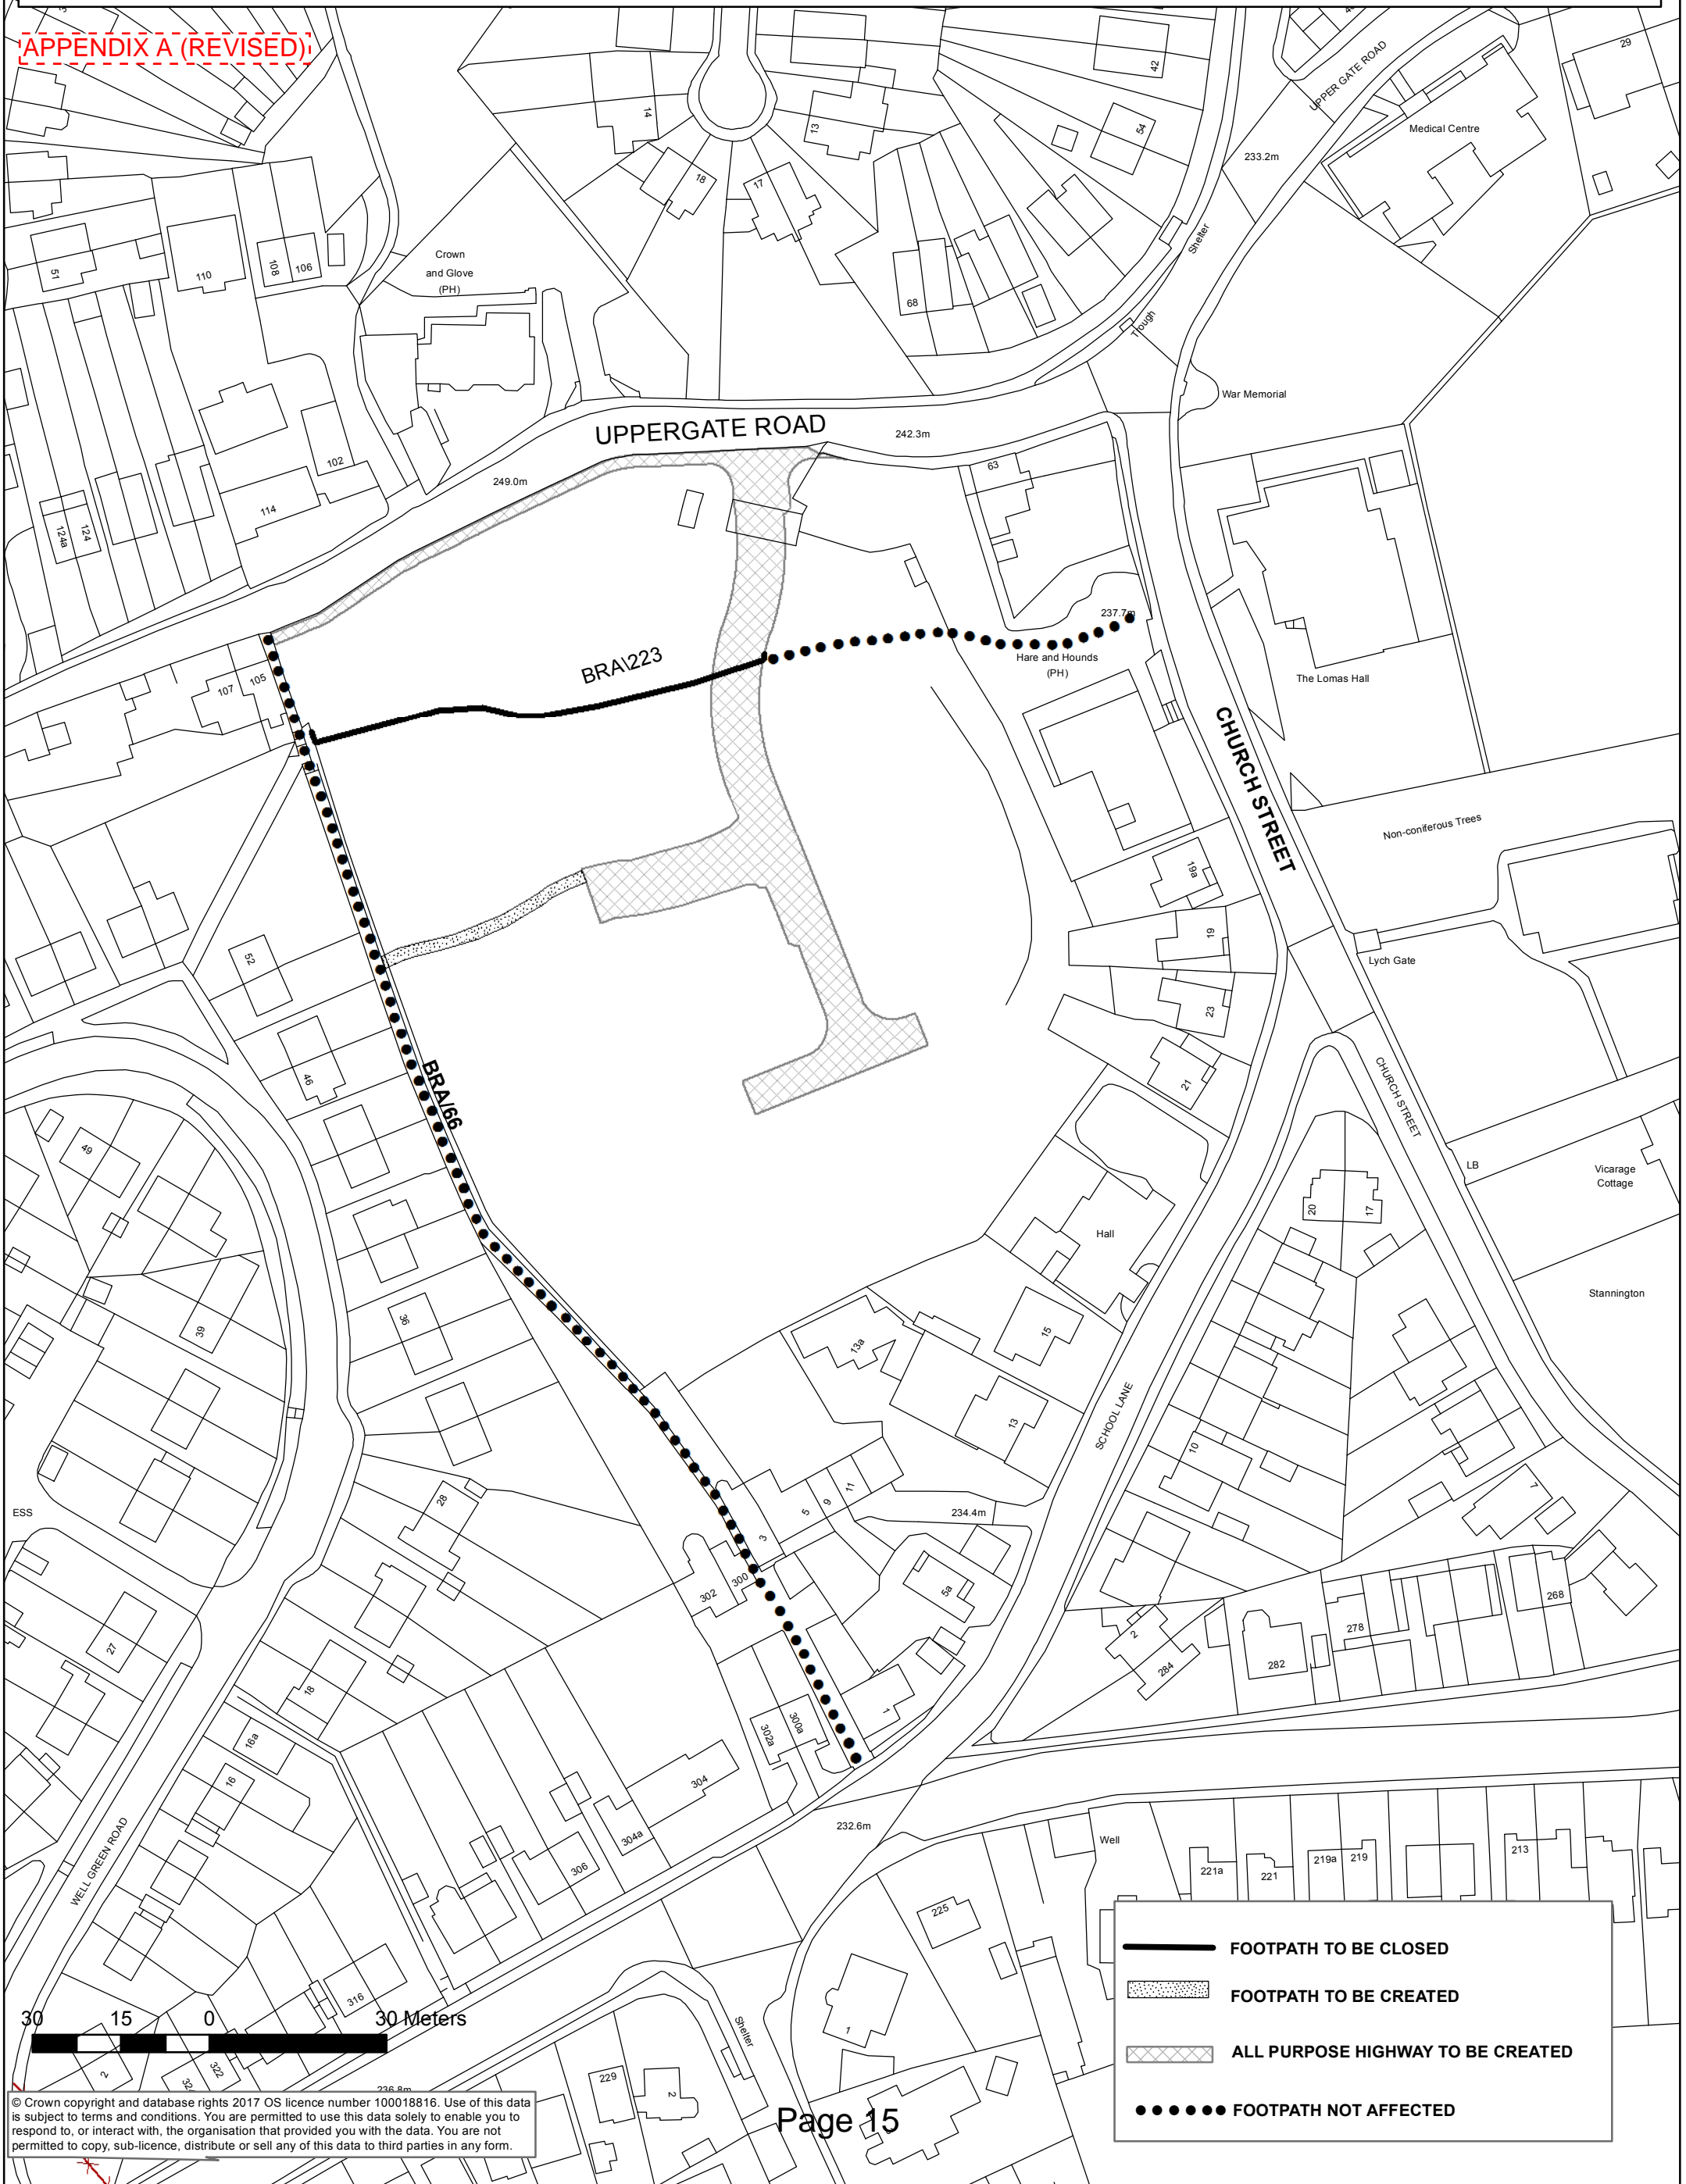 APPENDIX A (REVISED)
UPPER GATE ROAD
Medical Centre
29
42
14
13
54
233.2m
18
17
Shelter
51
110
108
106
Crown
and Glove
(PH)
68
Trough
War Memorial
UPPERGATE ROAD
242.3m
102
249.0m
63
114
124a
124
237.7m
BRA\223
Hare and Hounds
(PH)
The Lomas Hall
107
105
CHURCH STREET
Non-coniferous Trees
19a
19
52
Lych Gate
23
21
46
BRA/66
CHURCH STREET
49
LB
Vicarage
Cottage
20
17
Hall
Stannington
39
36
15
13a
13
SCHOOL LANE
10
28
11
9
5
7
ESS
234.4m
3
302
300
5a
268
278
27
2
284
282
18
1
302a
300a
16a
304
16
232.6m
Well
304a
306
WELL GREEN ROAD
221a
221
219a
219
213
225
316
30 15 0 30 Meters
Shelter
1
2
322
229
2
236.8m
FOOTPATH TO BE CLOSED
FOOTPATH TO BE CREATED
ALL PURPOSE HIGHWAY TO BE CREATED
FOOTPATH NOT AFFECTED
© Crown copyright and database rights 2017 OS licence number 100018816. Use of this data
is subject to terms and conditions. You are permitted to use this data solely to enable you to
respond to, or interact with, the organisation that provided you with the data. You are not
permitted to copy, sub-licence, distribute or sell any of this data to third parties in any form.
Page 15
1